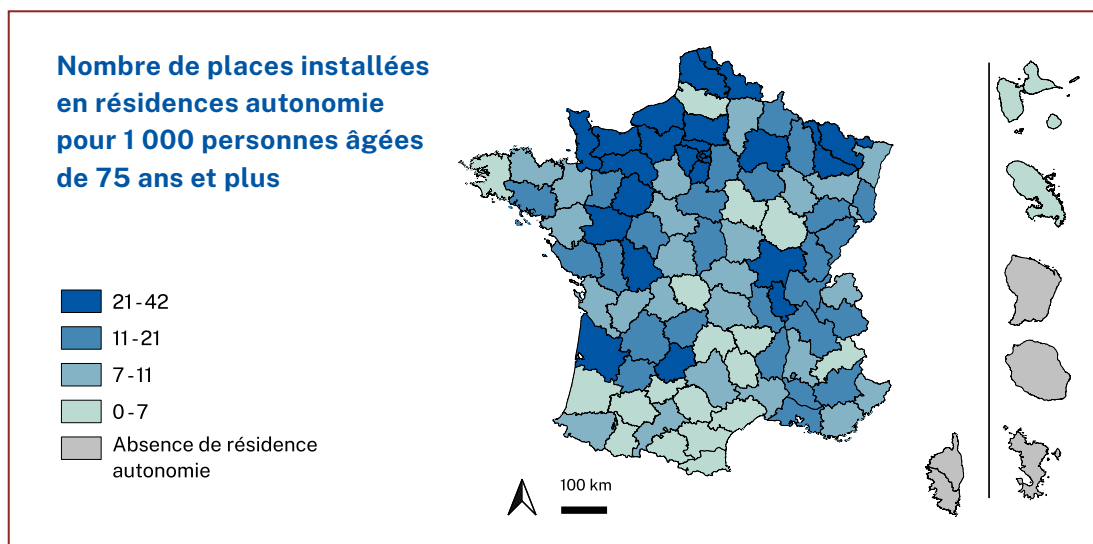 Nombre de places installées
en résidences autonomie
pour 1 000 personnes âgées
de 75 ans et plus
21 - 42
11 - 21
7 - 11
0 - 7
Absence de résidence
autonomie
100 km